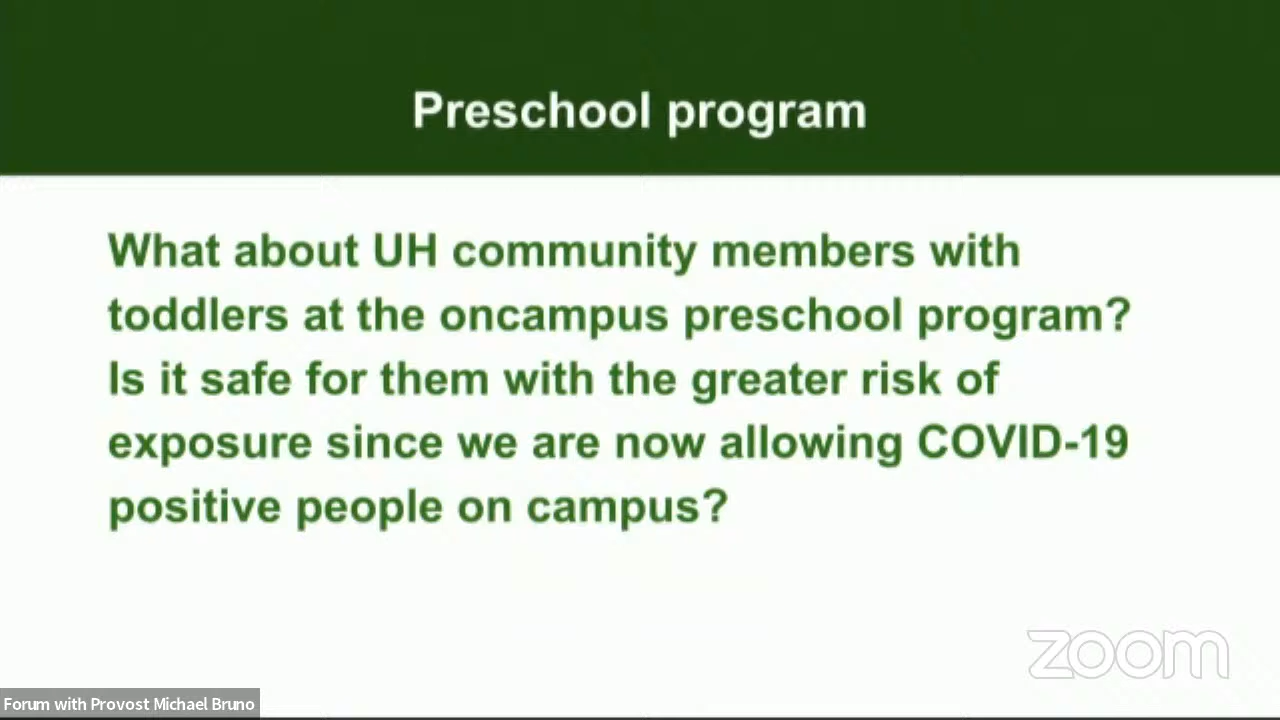 Preschool program
What about UH community members with
toddlers at the oncampus preschool program?
Is it safe for them with the greater risk of
exposure since we are now allowing COVID-19
positive people on campus?
zoom
Forum with Provost Michael Bruno